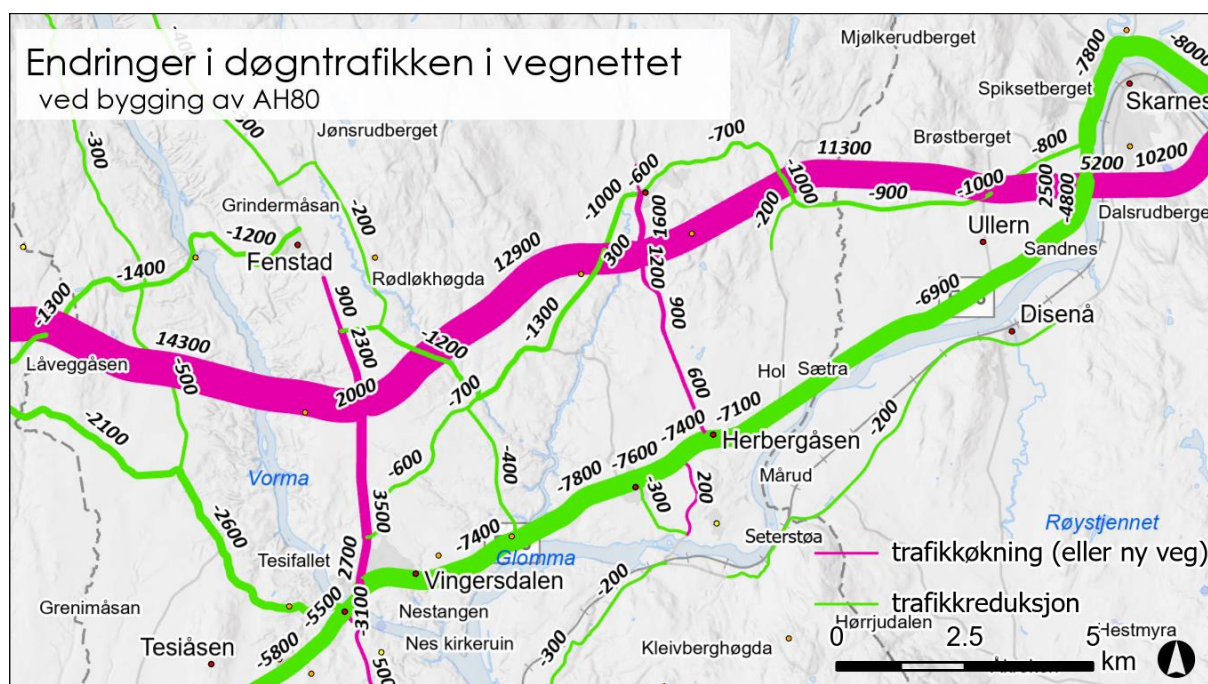 Endringer i døgntrafikken i vegnettet
ved bygging av AH80
Mjølkerudberget
-7800
-8000
Spiksetberget
Skarnes
-300
Jønsrudberget
-700
11300
Brøstberget
-800
5200
10200
-600
-1000
-1000
-900
-1000
2500
-4800
Grindermåsan
-200
-1200
Fenstad
-1400
12900
300
1600
1200
-200
Ullern
Dalsrudberget
Sandnes
Rødløkhøgda
-1300
900
900
-1300
-6900
Disenå
14300
2300
-1200
Låveggåsen
-500
2000
-700
600
Hol
Sætra
-7100
-7400
Herbergåsen
-200
-2100
-600
-400
-7600
-7800
-300
200
Mårud
Vorma
3500
-2600
-7400
Seterstøa
Røystjennet
Tesifallet
2700
Glomma
trafikkøkning (eller ny veg)
Vingersdalen
-200
Grenimåsan
-5500
-3100
Nestangen
trafikkreduksjon
Tesiåsen
-5800
Nes kirkeruin
-300
Kleivberghøgda
Hørrjudalen
Hestmyra
500
0
2.5
5
km